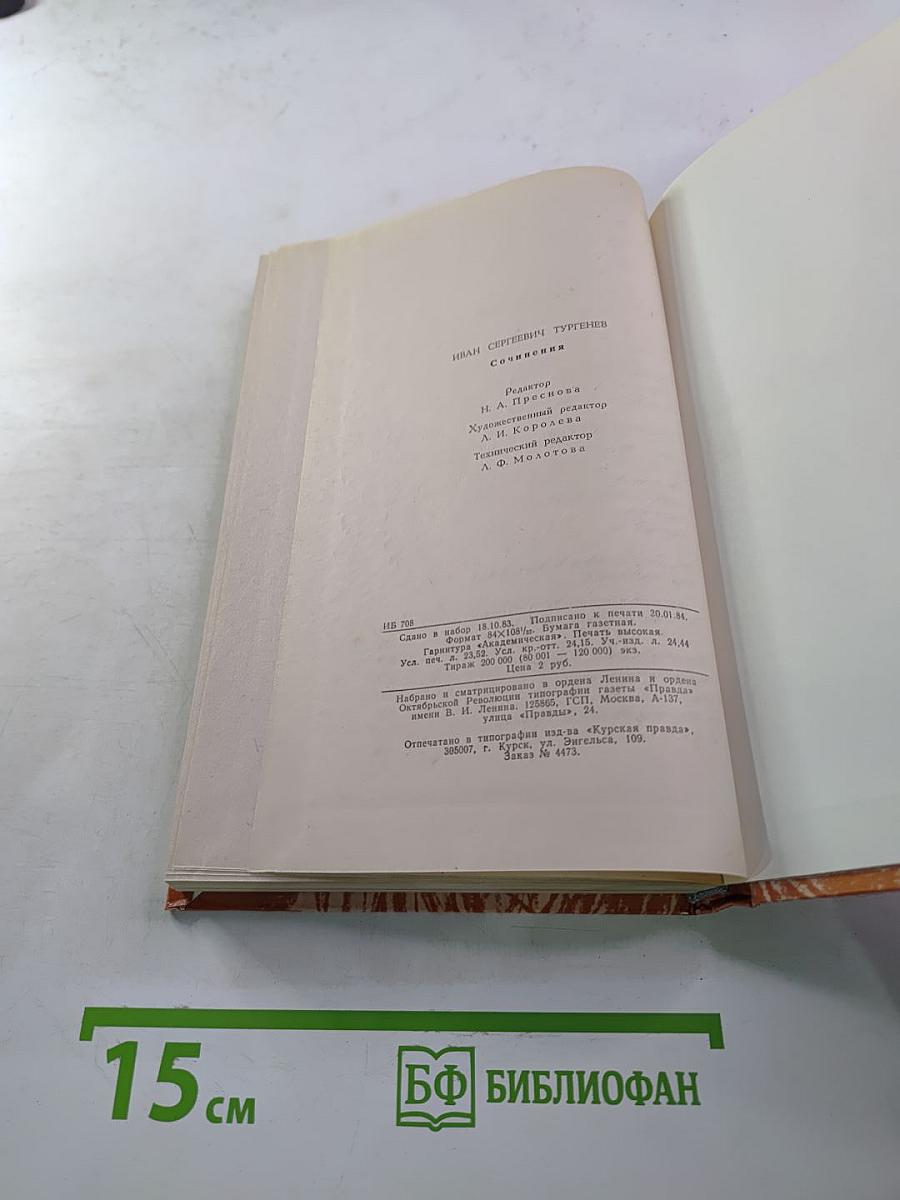 ИВАН СЕРГЕЕВИЧ ТУРГЕНЕВ
Сочинения
Редактор
Н. А. Преснова
Художественный редактор
Л. И. Королева
Технический редактор
Л. Ф. Молотова
ИБ 708
Сдано в набор 18.10.83. Подписано к печати 20.01.84.
Формат 84×108¹/₃₂. Бумага газетная.
Гарнитура «Академическая». Печать высокая.
Усл. печ. л. 23,52. Усл. кр.-отт. 24,15. Уч.-изд. л. 24,44
Тираж 200 000 (80 001 — 120 000) экз.
Цена 2 руб.
Набрано и сматрицировано в ордена Ленина и ордена
Октябрьской Революции типографии газеты «Правда»
имени В. И. Ленина. 125865, ГСП, Москва, А-137,
улица «Правды», 24.
Отпечатано в типографии изд-ва «Курская правда»,
305007, г. Курск, ул. Энгельса, 109.
Заказ № 4473.
15 см
БФ БИБЛИОФАН